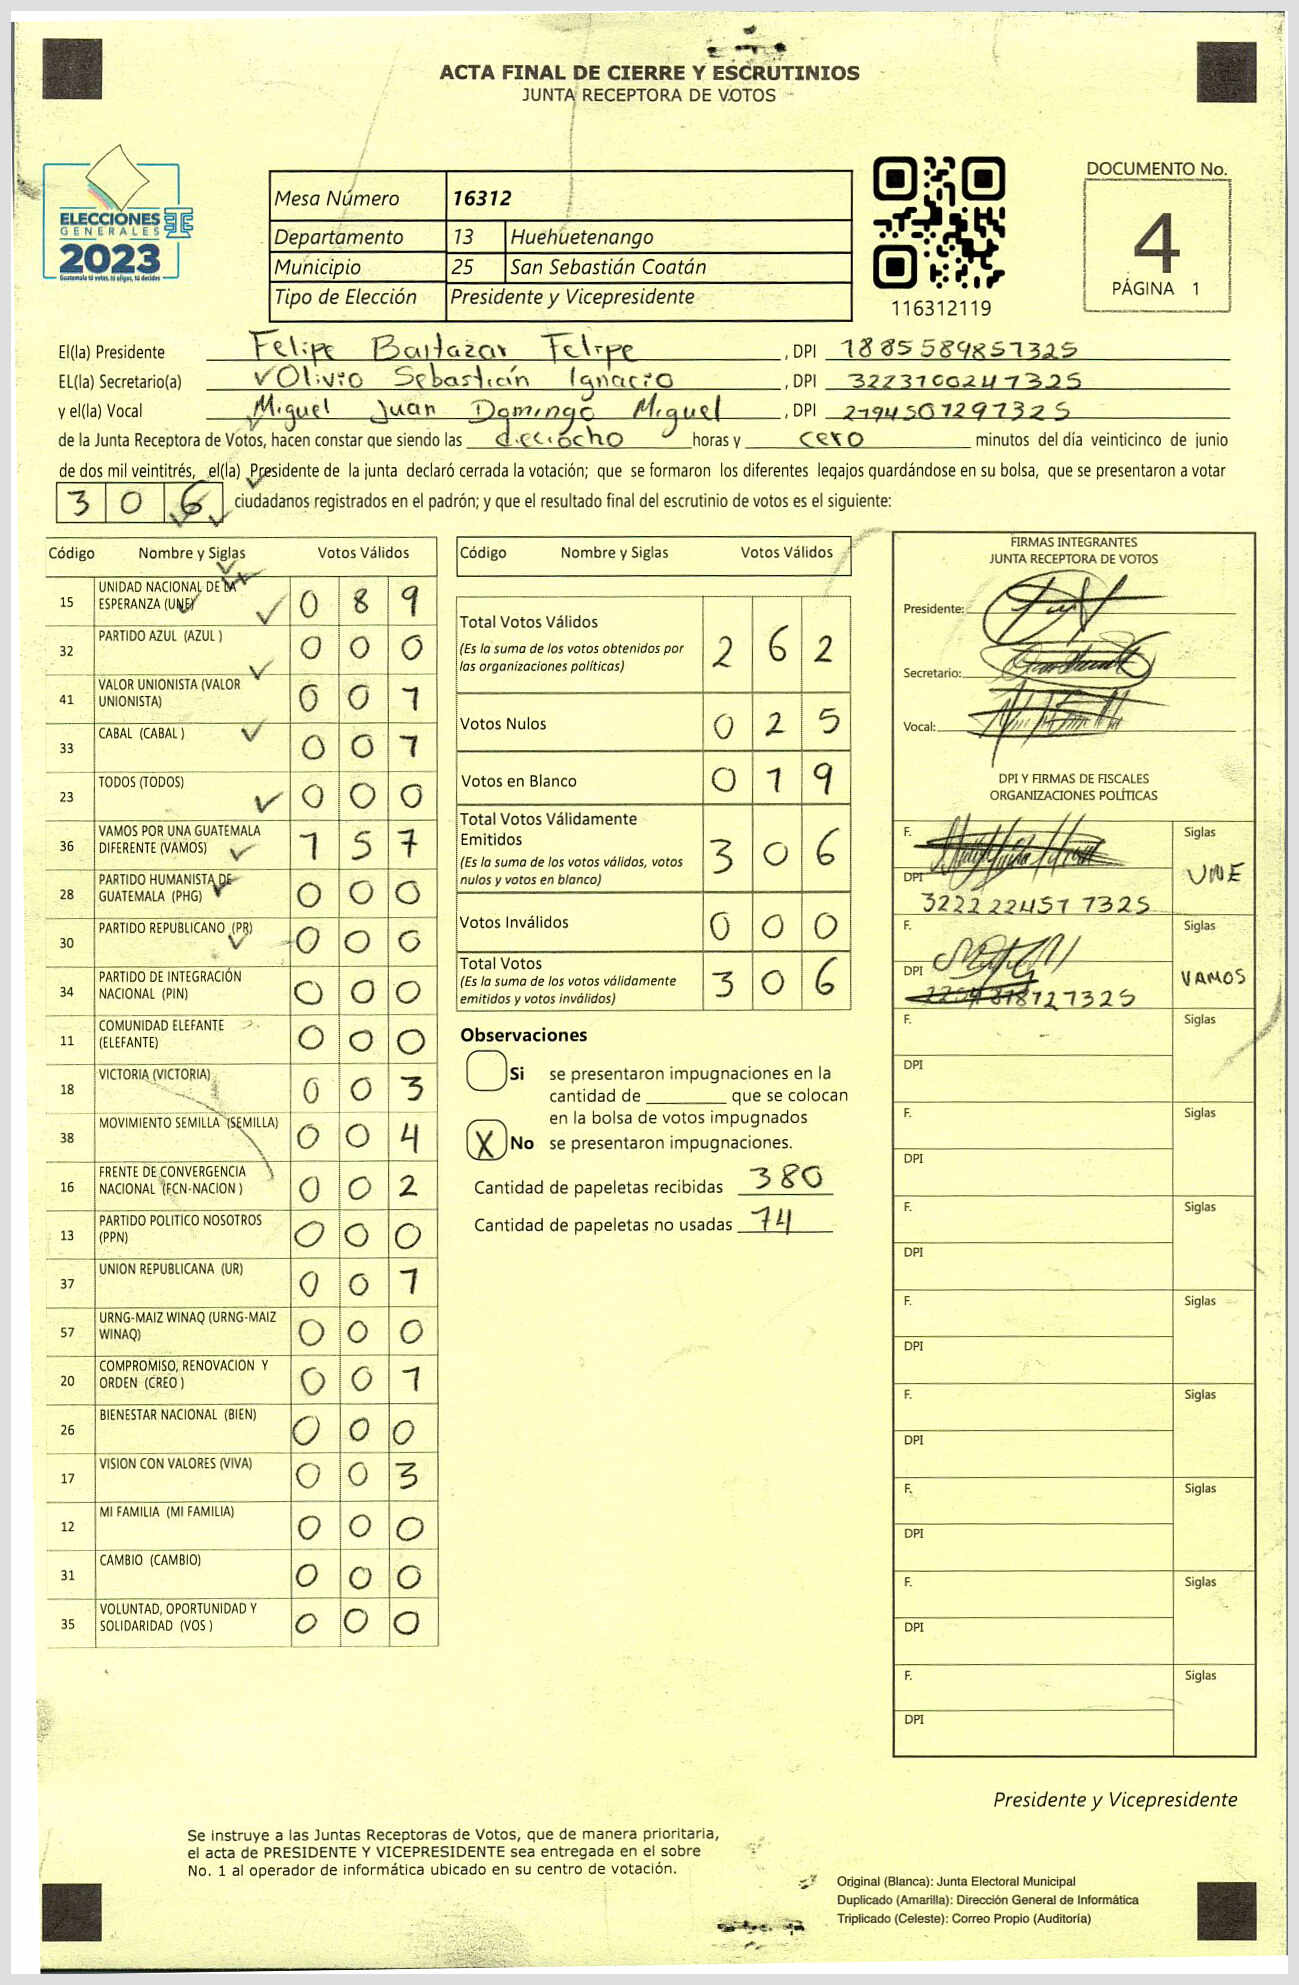 ACTA FINAL DE CIERRE Y ESCRUTINIOS
JUNTA RECEPTORA DE VOTOS
ELECCIONES
GENERALES
2023
Guatemala tú votas, tú eliges, tú decides
Mesa Número 16312
Departamento 13 Huehuetenango
Municipio 25 San Sebastián Coatán
Tipo de Elección Presidente y Vicepresidente
116312119
DOCUMENTO No.
4
PÁGINA 1
El(la) Presidente Felipe Baltazar Felipe, DPI 1885589857325
EL(la) Secretario(a) Olivio Sebastián Ignacio, DPI 3223100247325
y el(la) Vocal Miguel Juan Domingo Miguel, DPI 2794507297325
de la Junta Receptora de Votos, hacen constar que siendo las dieciocho horas y cero minutos del día veinticinco de junio
de dos mil veintitrés, el(la) Presidente de la junta declaró cerrada la votación; que se formaron los diferentes legajos guardándose en su bolsa, que se presentaron a votar
306 ciudadanos registrados en el padrón; y que el resultado final del escrutinio de votos es el siguiente:
Código Nombre y Siglas Votos Válidos
15 UNIDAD NACIONAL DE LA ESPERANZA (UNE) 0 8 9
32 PARTIDO AZUL (AZUL ) 0 0 0
41 VALOR UNIONISTA (VALOR UNIONISTA) 0 0 1
33 CABAL (CABAL ) 0 0 1
23 TODOS (TODOS) 0 0 0
36 VAMOS POR UNA GUATEMALA DIFERENTE (VAMOS) 1 5 7
28 PARTIDO HUMANISTA DE GUATEMALA (PHG) 0 0 0
30 PARTIDO REPUBLICANO (PR) 0 0 0
34 PARTIDO DE INTEGRACIÓN NACIONAL (PIN) 0 0 0
11 COMUNIDAD ELEFANTE (ELEFANTE) 0 0 0
18 VICTORIA (VICTORIA) 0 0 3
38 MOVIMIENTO SEMILLA (SEMILLA) 0 0 4
16 FRENTE DE CONVERGENCIA NACIONAL (FCN-NACION ) 0 0 2
13 PARTIDO POLITICO NOSOTROS (PPN) 0 0 0
37 UNION REPUBLICANA (UR) 0 0 1
57 URNG-MAIZ WINAQ (URNG-MAIZ WINAQ) 0 0 0
20 COMPROMISO, RENOVACION Y ORDEN (CREO ) 0 0 1
26 BIENESTAR NACIONAL (BIEN) 0 0 0
17 VISION CON VALORES (VIVA) 0 0 3
12 MI FAMILIA (MI FAMILIA) 0 0 0
31 CAMBIO (CAMBIO) 0 0 0
35 VOLUNTAD, OPORTUNIDAD Y SOLIDARIDAD (VOS ) 0 0 0
Código Nombre y Siglas Votos Válidos
Total Votos Válidos 2 6 2
(Es la suma de los votos obtenidos por
las organizaciones políticas)
Votos Nulos 0 2 5
Votos en Blanco 0 1 9
Total Votos Válidamente
Emitidos 3 0 6
(Es la suma de los votos válidos, votos
nulos y votos en blanco)
Votos Inválidos 0 0 0
Total Votos 3 0 6
(Es la suma de los votos válidamente
emitidos y votos inválidos)
Observaciones
Si se presentaron impugnaciones en la
cantidad de ________ que se colocan
en la bolsa de votos impugnados
X No se presentaron impugnaciones.
Cantidad de papeletas recibidas 380
Cantidad de papeletas no usadas 74
FIRMAS INTEGRANTES
JUNTA RECEPTORA DE VOTOS
Presidente:
Secretario:
Vocal:
DPI Y FIRMAS DE FISCALES
ORGANIZACIONES POLÍTICAS
F. Siglas
DPI 3222 22457 7325 UNE
F. Siglas
DPI VAMOS
F. Siglas
DPI
F. Siglas
DPI
F. Siglas
DPI
F. Siglas
DPI
F. Siglas
DPI
F. Siglas
DPI
F. Siglas
DPI
F. Siglas
DPI
Presidente y Vicepresidente
Se instruye a las Juntas Receptoras de Votos, que de manera prioritaria,
el acta de PRESIDENTE Y VICEPRESIDENTE sea entregada en el sobre
No. 1 al operador de informática ubicado en su centro de votación.
Original (Blanca): Junta Electoral Municipal
Duplicado (Amarilla): Dirección General de Informática
Triplicado (Celeste): Correo Propio (Auditoría)